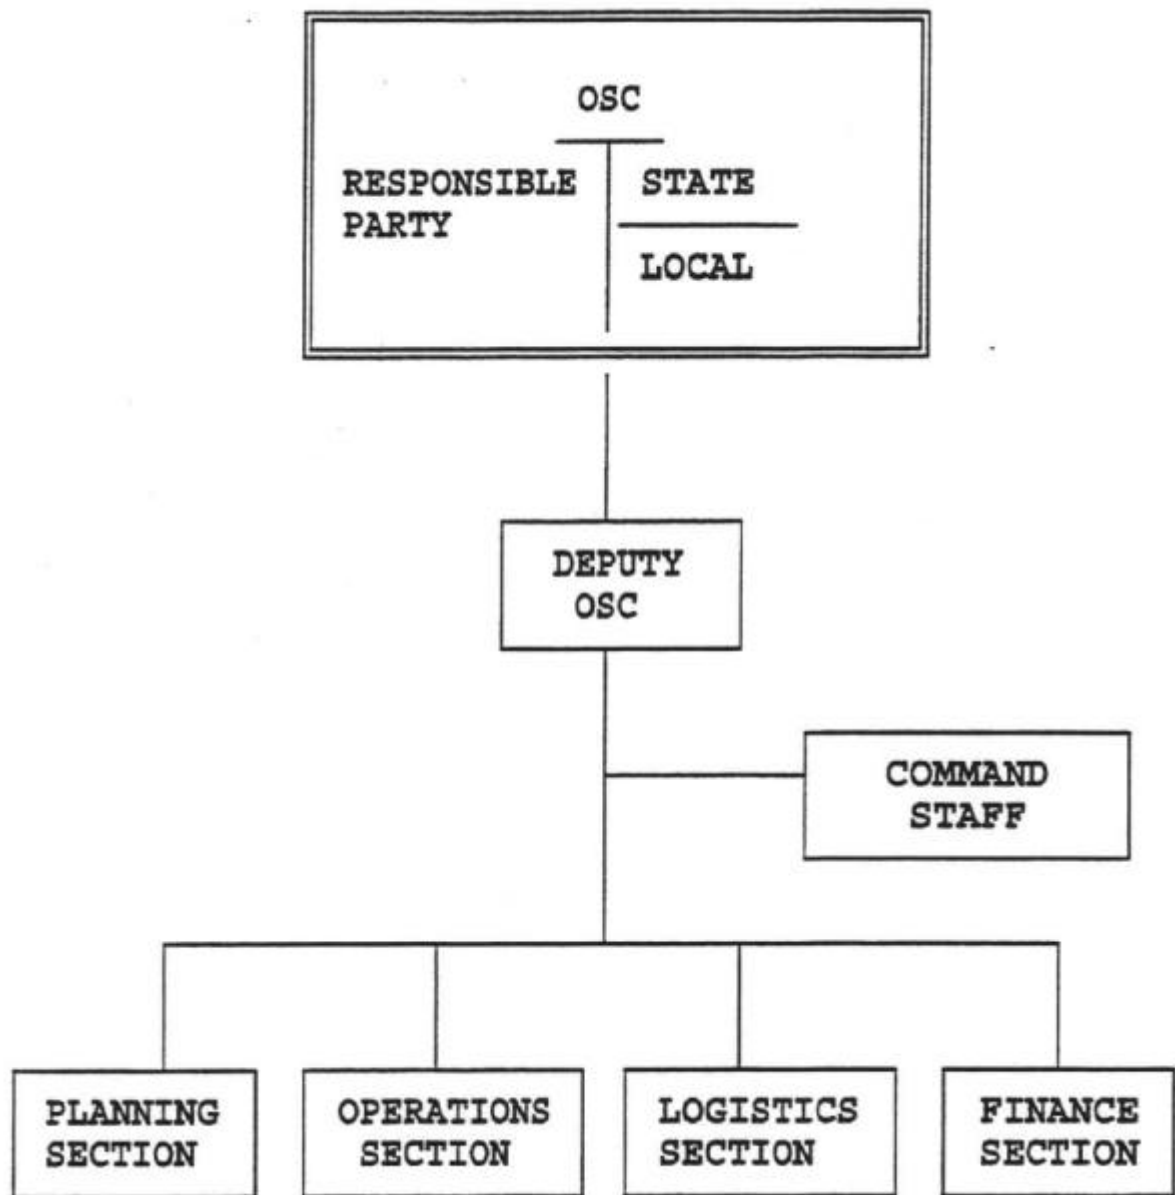 OSC
RESPONSIBLE
PARTY
STATE
LOCAL
DEPUTY
OSC
COMMAND
STAFF
PLANNING
SECTION
OPERATIONS
SECTION
LOGISTICS
SECTION
FINANCE
SECTION